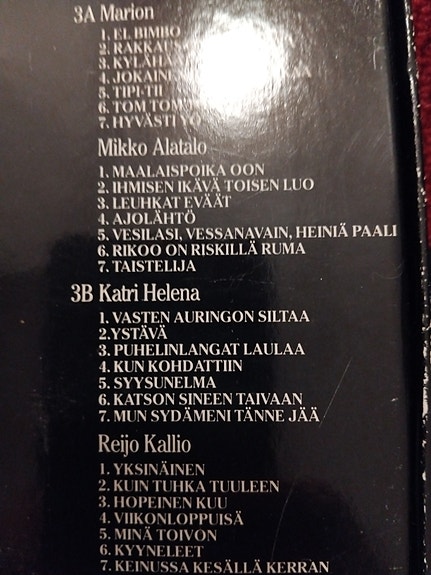 3A Marion
1. EL BIMBO
2.
3.
4.
5. TIPI-TII
6. TOM
7. HYVÄSTI YÖ
Mikko Alatalo
1. MAALAISPOIKA OON
2. IHMISEN IKÄVÄ TOISEN LUO
3. LEUHKAT EVÄÄT
4. AJOLÄHTÖ
5. VESILASI, VESSANAVAIN, HEINIÄ PAALI
6. RIKOO ON RISKILLÄ RUMA
7. TAISTELIJA
3B Katri Helena
1. VASTEN AURINGON SILTAA
2.YSTÄVÄ
3. PUHELINLANGAT LAULAA
4. KUN KOHDATTIIN
5. SYYSUNELMA
6. KATSON SINEEN TAIVAAN
7. MUN SYDÄMENI TÄNNE JÄÄ
Reijo Kallio
1. YKSINÄINEN
2. KUIN TUHKA TUULEEN
3. HOPEINEN KUU
4. VIIKONLOPPUISÄ
5. MINÄ TOIVON
6. KYYNELEET
7. KEINUSSA KESÄLLÄ KERRAN